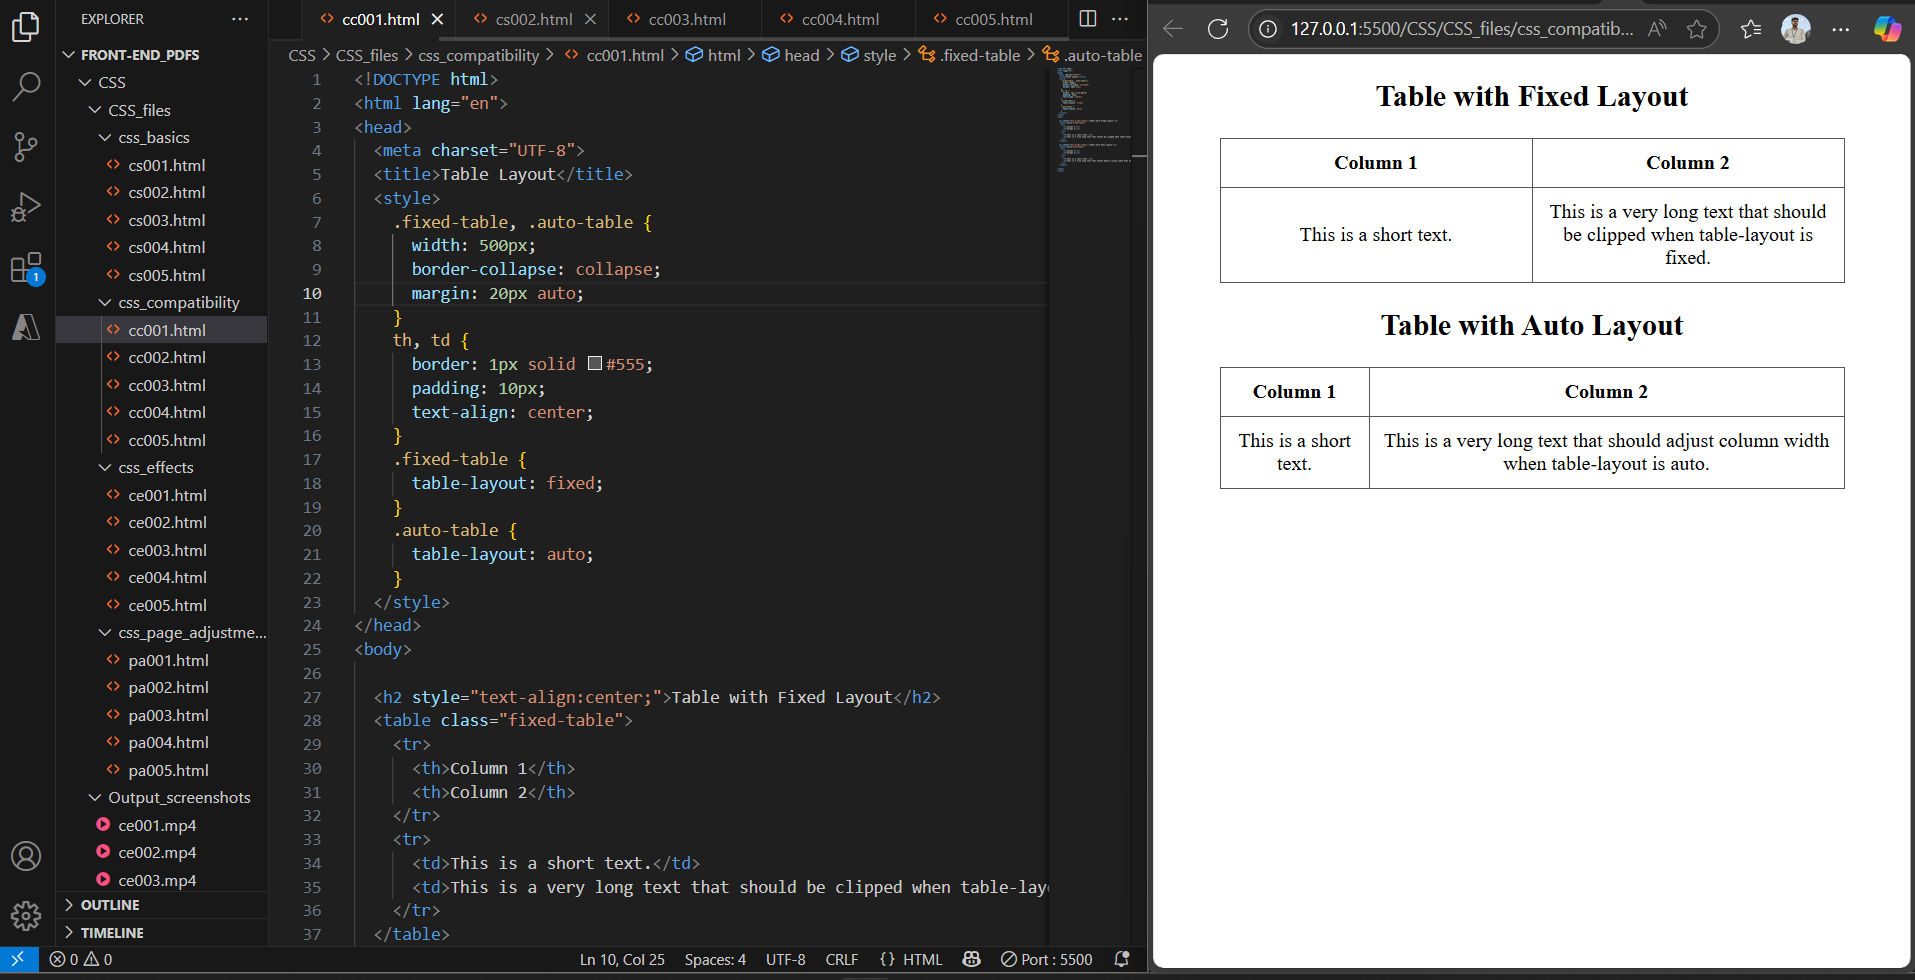 EXPLORER
FRONT-END_PDFS
CSS
CSS_files
css_basics
cs001.html
cs002.html
cs003.html
cs004.html
cs005.html
css_compatibility
cc001.html
cc002.html
cc003.html
cc004.html
cc005.html
css_effects
ce001.html
ce002.html
ce003.html
ce004.html
ce005.html
css_page_adjustme...
pa001.html
pa002.html
pa003.html
pa004.html
pa005.html
Output_screenshots
ce001.mp4
ce002.mp4
ce003.mp4
OUTLINE
TIMELINE
1
cc001.html cs002.html cc003.html cc004.html cc005.html
CSS > CSS_files > css_compatibility > cc001.html > html > head > style > .fixed-table > .auto-table
1 <!DOCTYPE html>
2 <html lang="en">
3 <head>
4 <meta charset="UTF-8">
5 <title>Table Layout</title>
6 <style>
7 .fixed-table, .auto-table {
8 width: 500px;
9 border-collapse: collapse;
10 margin: 20px auto;
11 }
12 th, td {
13 border: 1px solid #555;
14 padding: 10px;
15 text-align: center;
16 }
17 .fixed-table {
18 table-layout: fixed;
19 }
20 .auto-table {
21 table-layout: auto;
22 }
23 </style>
24 </head>
25 <body>
26
27 <h2 style="text-align:center;">Table with Fixed Layout</h2>
28 <table class="fixed-table">
29 <tr>
30 <th>Column 1</th>
31 <th>Column 2</th>
32 </tr>
33 <tr>
34 <td>This is a short text.</td>
35 <td>This is a very long text that should be clipped when table-lay
36 </tr>
37 </table>
0 0 Ln 10, Col 25 Spaces: 4 UTF-8 CRLF {} HTML Port : 5500
127.0.0.1:5500/CSS/CSS_files/css_compatib...
Table with Fixed Layout
Column 1 Column 2
This is a short text. This is a very long text that should
be clipped when table-layout is
fixed.
Table with Auto Layout
Column 1 Column 2
This is a short This is a very long text that should adjust column width
text. when table-layout is auto.